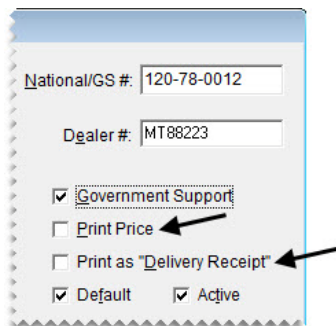 National/GS #: 120-78-0012
Dealer #: MT88223
Government Support
Print Price
Print as "Delivery Receipt"
Default Active